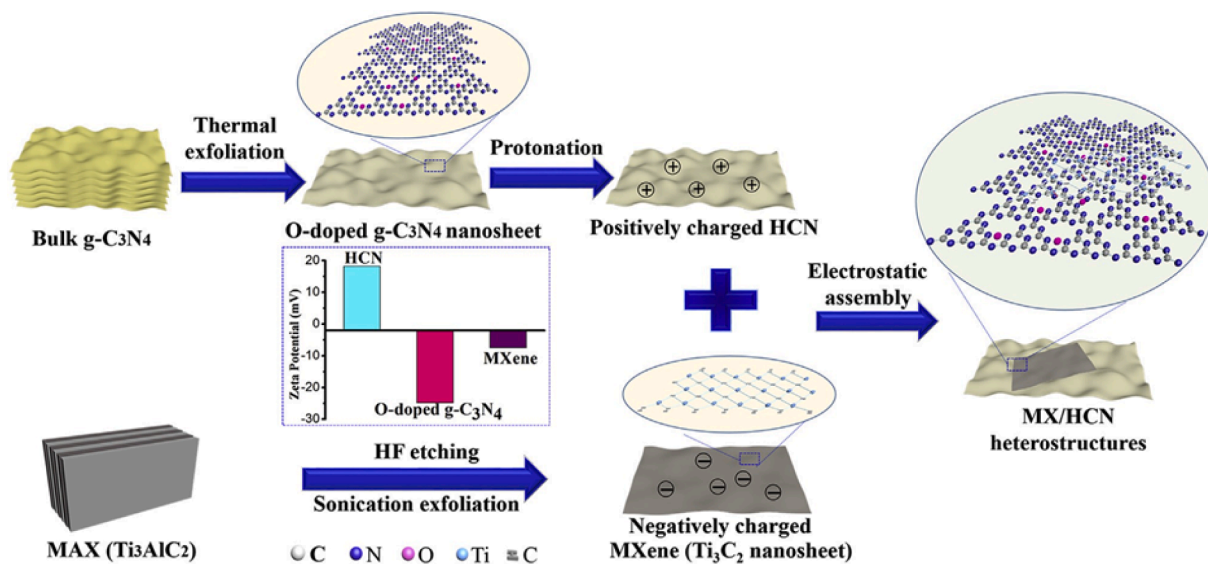 Thermal
exfoliation
Protonation
Bulk g-C3N4
O-doped g-C3N4 nanosheet
Positively charged HCN
Zeta Potential (mV)
20
10
0
-10
-20
-30
HCN
MXene
O-doped g-C3N4
Electrostatic
assembly
MX/HCN
heterostructures
HF etching
Sonication exfoliation
MAX (Ti3AlC2)
Negatively charged
MXene (Ti3C2 nanosheet)
C N O Ti C